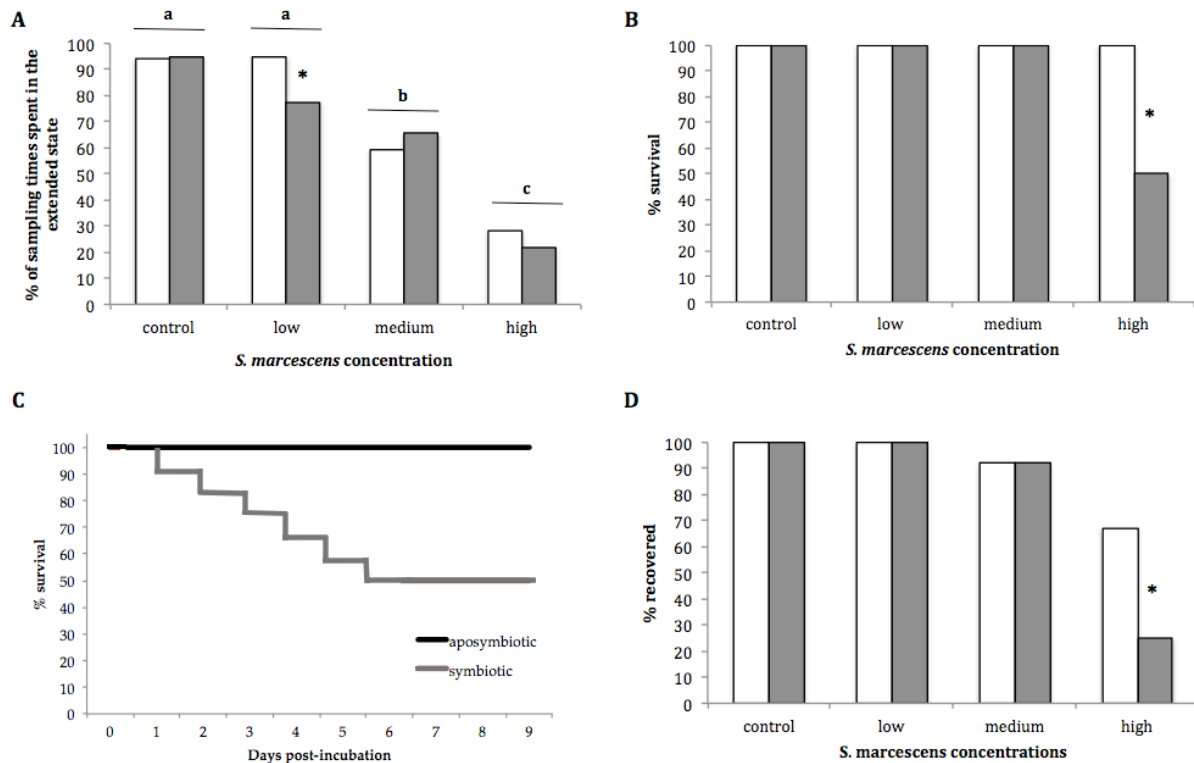 A
a
a
*
b
c
100
90
80
70
60
50
40
30
20
10
0
% of sampling times spent in the
extended state
control low medium high
S. marcescens concentration
B
100
90
80
70
60
50
40
30
20
10
0
% survival
*
control low medium high
S. marcescens concentration
C
100
90
80
70
60
50
40
30
20
10
0
% survival
aposymbiotic
symbiotic
0 1 2 3 4 5 6 7 8 9
Days post-incubation
D
100
90
80
70
60
50
40
30
20
10
0
% recovered
*
control low medium high
S. marcescens concentrations